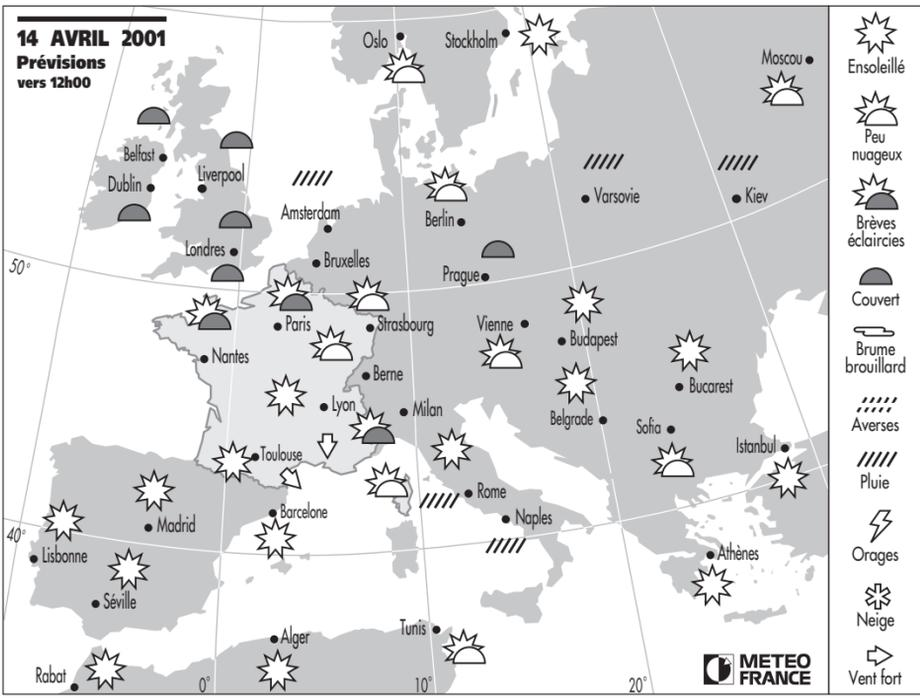 14 AVRIL 2001
Prévisions
vers 12h00
Oslo
Stockholm
Moscou
Belfast
Dublin
Liverpool
Varsovie
Kiev
Amsterdam
Berlin
Londres
Bruxelles
Prague
50°
Paris
Strasbourg
Vienne
Budapest
Nantes
Berne
Bucarest
Lyon
Milan
Belgrade
Sofia
Istanbul
Toulouse
Rome
Madrid
Barcelone
Naples
40°
Lisbonne
Athènes
Séville
Alger
Tunis
Rabat
0°
10°
20°
METEO
FRANCE
Ensoleillé
Peu
nuageux
Brèves
éclaircies
Couvert
Brume
brouillard
Averses
Pluie
Orages
Neige
Vent fort